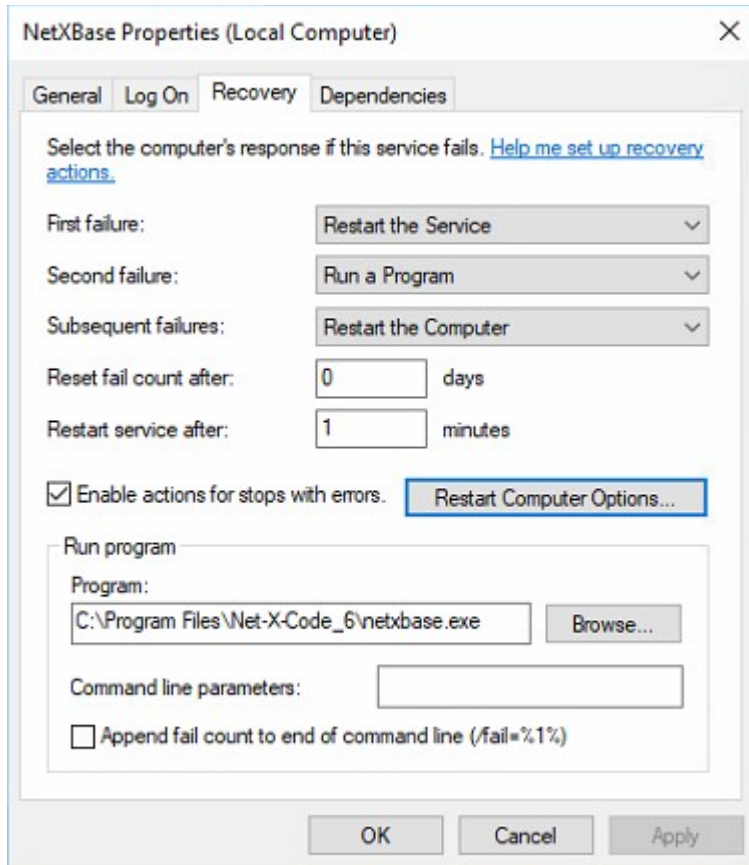 NetXBase Properties (Local Computer)
General Log On Recovery Dependencies
Select the computer's response if this service fails. Help me set up recovery
actions.
First failure: Restart the Service
Second failure: Run a Program
Subsequent failures: Restart the Computer
Reset fail count after: 0 days
Restart service after: 1 minutes
Enable actions for stops with errors. Restart Computer Options...
Run program
Program:
C:\Program Files\Net-X-Code_6\netxbase.exe Browse...
Command line parameters:
Append fail count to end of command line (/fail=%1%)
OK Cancel Apply